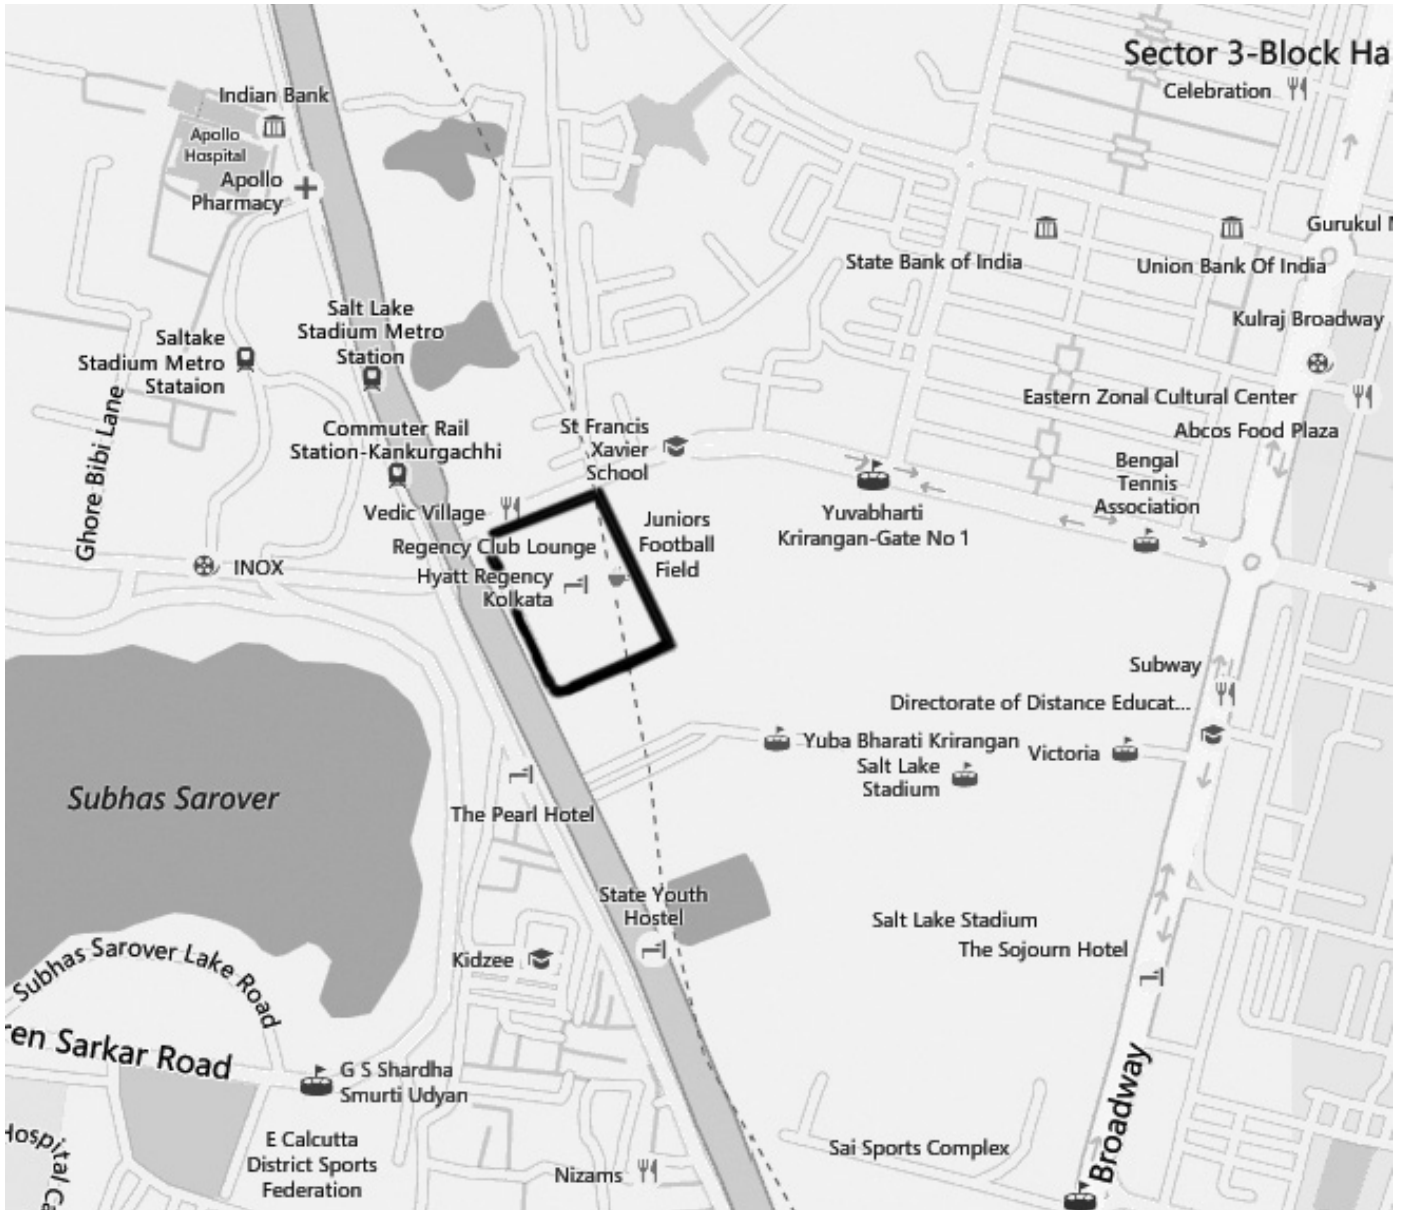 Sector 3-Block Ha
Celebration
Indian Bank
Apollo
Hospital
Apollo
Pharmacy
State Bank of India
Union Bank Of India
Gurukul
Kulraj Broadway
Salt Lake
Stadium Metro
Station
Saltake
Stadium Metro
Stataion
Ghore Bibi Lane
Commuter Rail
Station-Kankurgachhi
St Francis
Xavier
School
Eastern Zonal Cultural Center
Abcos Food Plaza
Bengal
Tennis
Association
Vedic Village
Regency Club Lounge
Hyatt Regency
Kolkata
Juniors
Football
Field
Yuvabharti
Krirangan-Gate No 1
INOX
Subway
Directorate of Distance Educat...
Yuba Bharati Krirangan
Salt Lake
Stadium
Victoria
Subhas Sarover
The Pearl Hotel
State Youth
Hostel
Salt Lake Stadium
The Sojourn Hotel
Kidzee
Subhas Sarover Lake Road
ren Sarkar Road
G S Shardha
Smurti Udyan
E Calcutta
District Sports
Federation
Hospital Ca
Nizams
Sai Sports Complex
Broadway